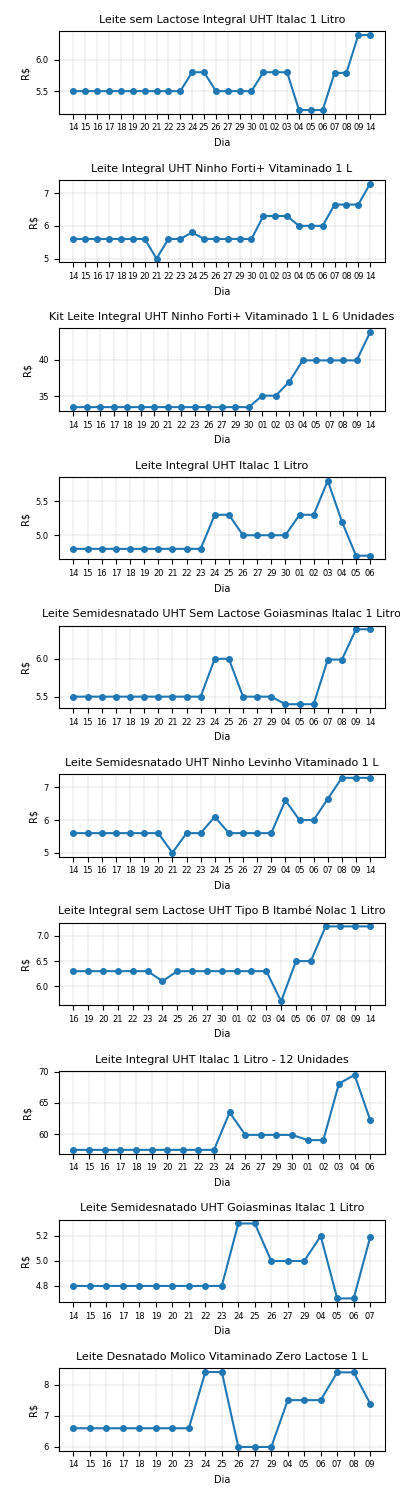 Leite sem Lactose Integral UHT Italac 1 Litro
6.0
5.5
R$
14 15 16 17 18 19 20 21 23 24 25 26 27 29 30 01 02 03 04 05 06 07 08 09 14
Dia
Leite Integral UHT Ninho Forti+ Vitaminado 1 L
7
6
5
R$
14 15 16 17 18 19 20 21 22 23 24 25 26 27 29 30 01 02 03 04 05 06 07 08 09 14
Dia
Kit Leite Integral UHT Ninho Forti+ Vitaminado 1 L 6 Unidades
40
35
R$
14 15 16 17 18 19 20 21 22 23 26 27 29 30 01 02 03 04 06 07 08 09 14
Dia
Leite Integral UHT Italac 1 Litro
5.5
5.0
R$
14 15 16 17 18 19 20 21 22 23 24 25 26 27 29 30 01 02 03 04 05 06
Dia
Leite Semidesnatado UHT Sem Lactose Goiasminas Italac 1 Litro
6.0
5.5
R$
14 15 16 17 18 19 20 21 22 23 24 25 26 27 29 04 05 06 07 08 09 14
Dia
Leite Semidesnatado UHT Ninho Levinho Vitaminado 1 L
7
6
5
R$
14 15 16 17 18 19 20 21 22 23 24 25 26 27 29 04 05 06 07 08 09 14
Dia
Leite Integral sem Lactose UHT Tipo B Itambé Nolac 1 Litro
7.0
6.5
6.0
R$
16 19 20 21 22 23 24 25 26 27 30 01 02 03 04 05 06 07 08 09 14
Dia
Leite Integral UHT Italac 1 Litro - 12 Unidades
70
65
60
R$
14 15 16 17 18 19 20 21 22 23 24 26 27 29 30 01 02 03 04 06
Dia
Leite Semidesnatado UHT Goiasminas Italac 1 Litro
5.2
5.0
4.8
R$
14 15 16 17 18 19 20 21 22 23 24 25 26 27 29 04 05 06 07
Dia
Leite Desnatado Molico Vitaminado Zero Lactose 1 L
8
7
6
R$
14 15 16 17 18 19 21 23 24 25 26 27 29 04 05 06 07 08 09
Dia